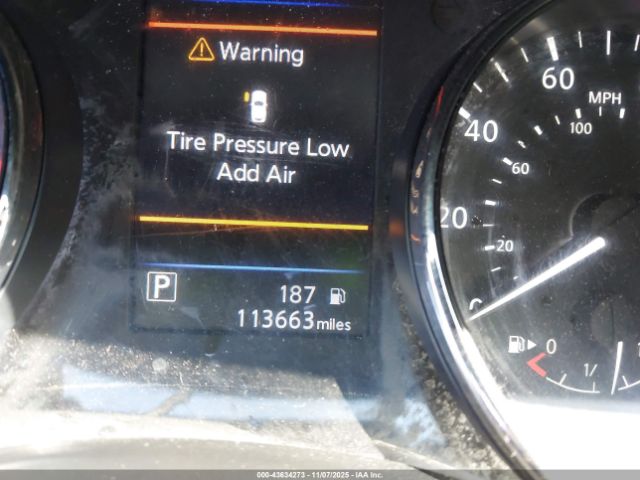 Warning
Tire Pressure Low
Add Air
P
187
113663 miles
60
MPH
40
100
60
20
20
0
1/
000-43634273 - 11/07/2025 - IAA Inc.